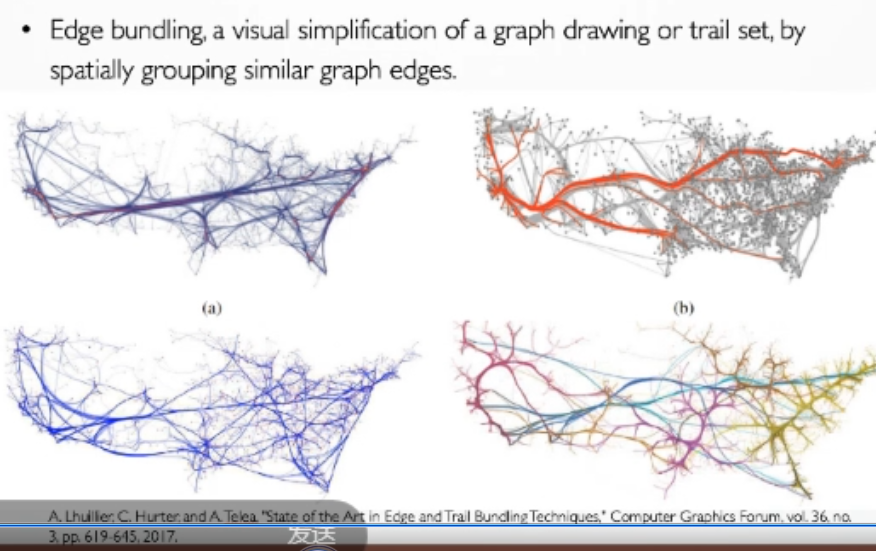 • Edge bundling, a visual simplification of a graph drawing or trail set, by
spatially grouping similar graph edges.
(a)
(b)
A. Lhuillier, C. Hurter, and A. Telea, "State of the Art in Edge and Trail Bundling Techniques," Computer Graphics Forum, vol. 36, no.
3, pp. 619-645, 2017.
发送